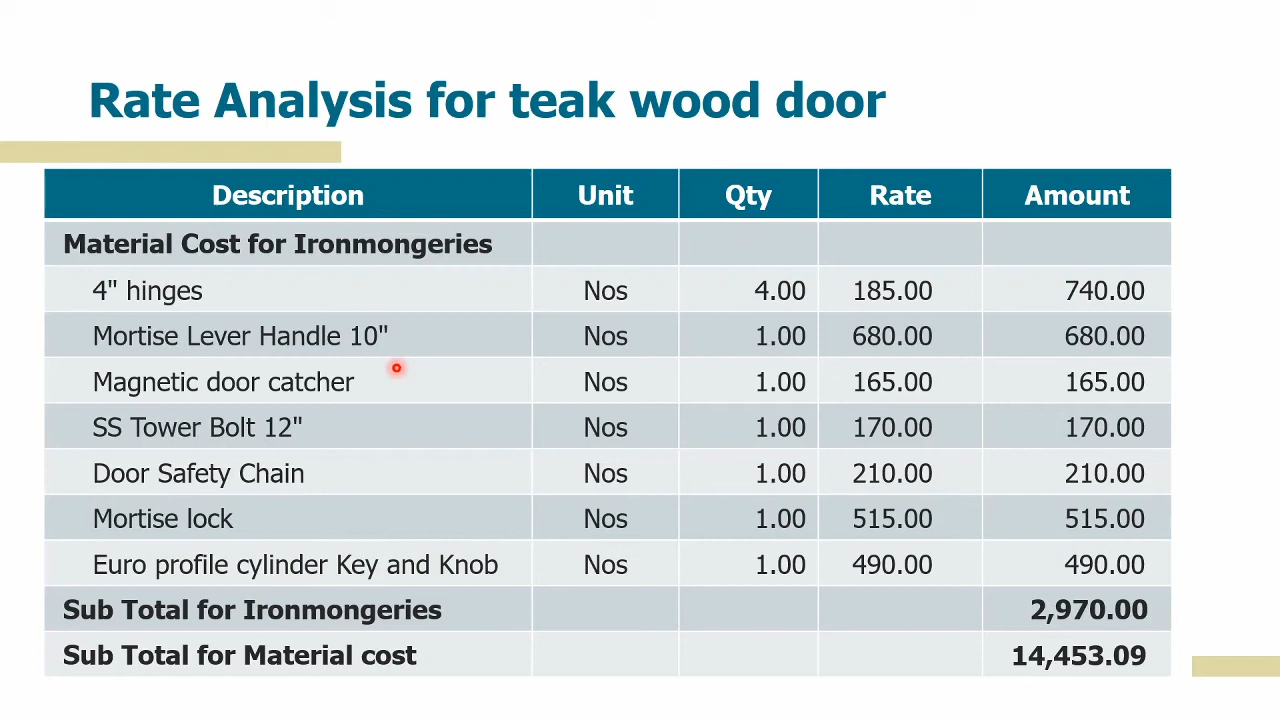 Rate Analysis for teak wood door
Description Unit Qty Rate Amount
Material Cost for Ironmongeries
4" hinges Nos 4.00 185.00 740.00
Mortise Lever Handle 10" Nos 1.00 680.00 680.00
Magnetic door catcher Nos 1.00 165.00 165.00
SS Tower Bolt 12" Nos 1.00 170.00 170.00
Door Safety Chain Nos 1.00 210.00 210.00
Mortise lock Nos 1.00 515.00 515.00
Euro profile cylinder Key and Knob Nos 1.00 490.00 490.00
Sub Total for Ironmongeries 2,970.00
Sub Total for Material cost 14,453.09